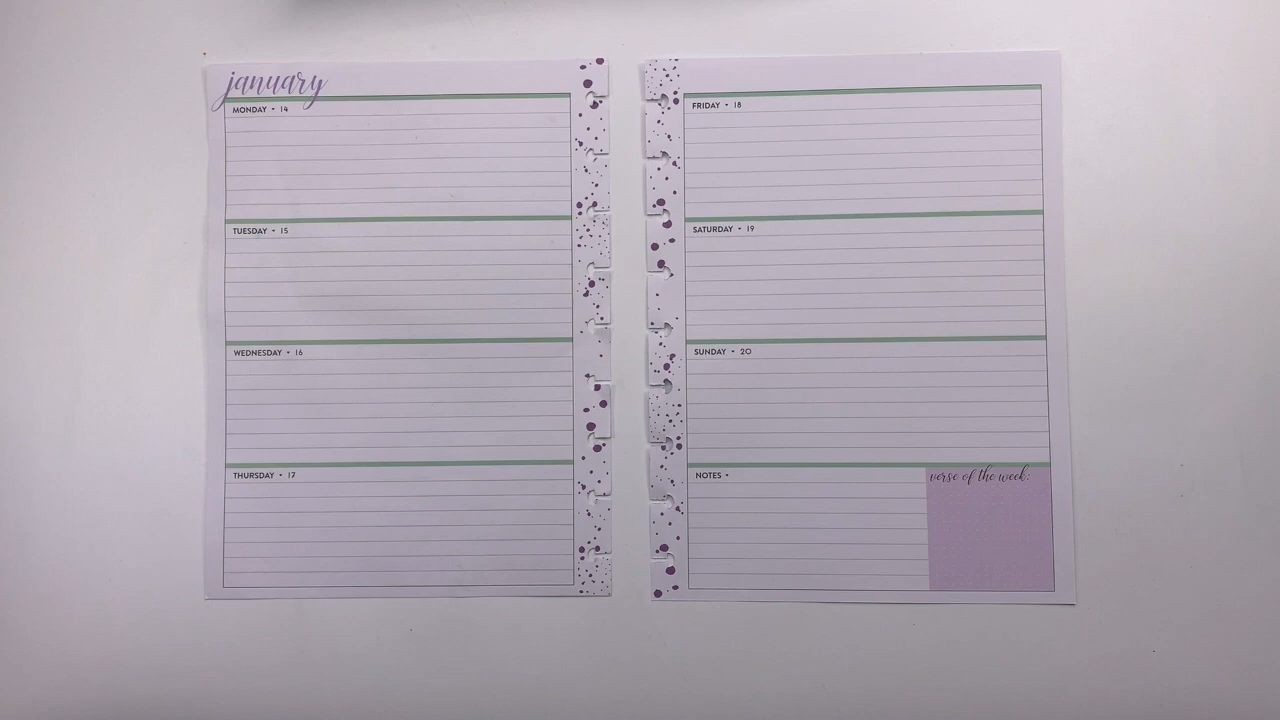 january
MONDAY • 14
TUESDAY • 15
WEDNESDAY • 16
THURSDAY • 17
FRIDAY • 18
SATURDAY • 19
SUNDAY • 20
NOTES •
verse of the week: